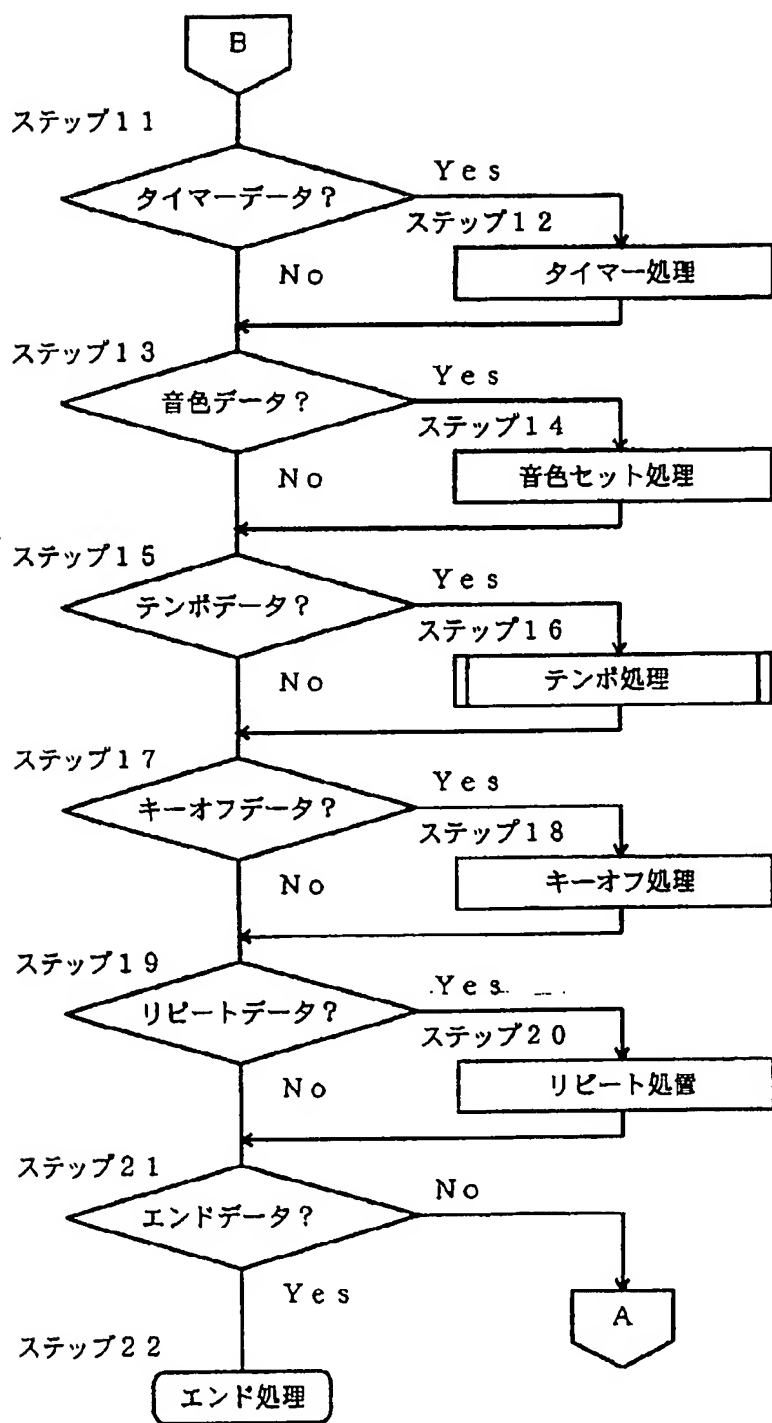 B
ステップ11
タイマーデータ?
Yes
ステップ12
タイマー処理
No
ステップ13
音色データ?
Yes
ステップ14
音色セット処理
No
ステップ15
テンポデータ?
Yes
ステップ16
テンポ処理
No
ステップ17
キーオフデータ?
Yes
ステップ18
キーオフ処理
No
ステップ19
リピートデータ?
Yes
ステップ20
リピート処置
No
ステップ21
エンドデータ?
No
A
Yes
ステップ22
エンド処理